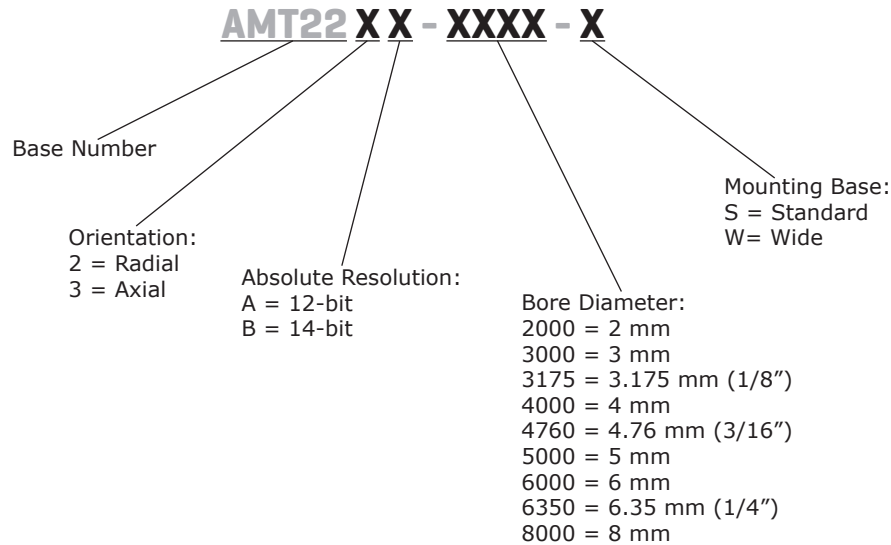 AMT22 X X - XXXX - X
Base Number
Orientation:
2 = Radial
3 = Axial
Absolute Resolution:
A = 12-bit
B = 14-bit
Bore Diameter:
2000 = 2 mm
3000 = 3 mm
3175 = 3.175 mm (1/8”)
4000 = 4 mm
4760 = 4.76 mm (3/16”)
5000 = 5 mm
6000 = 6 mm
6350 = 6.35 mm (1/4”)
8000 = 8 mm
Mounting Base:
S = Standard
W= Wide